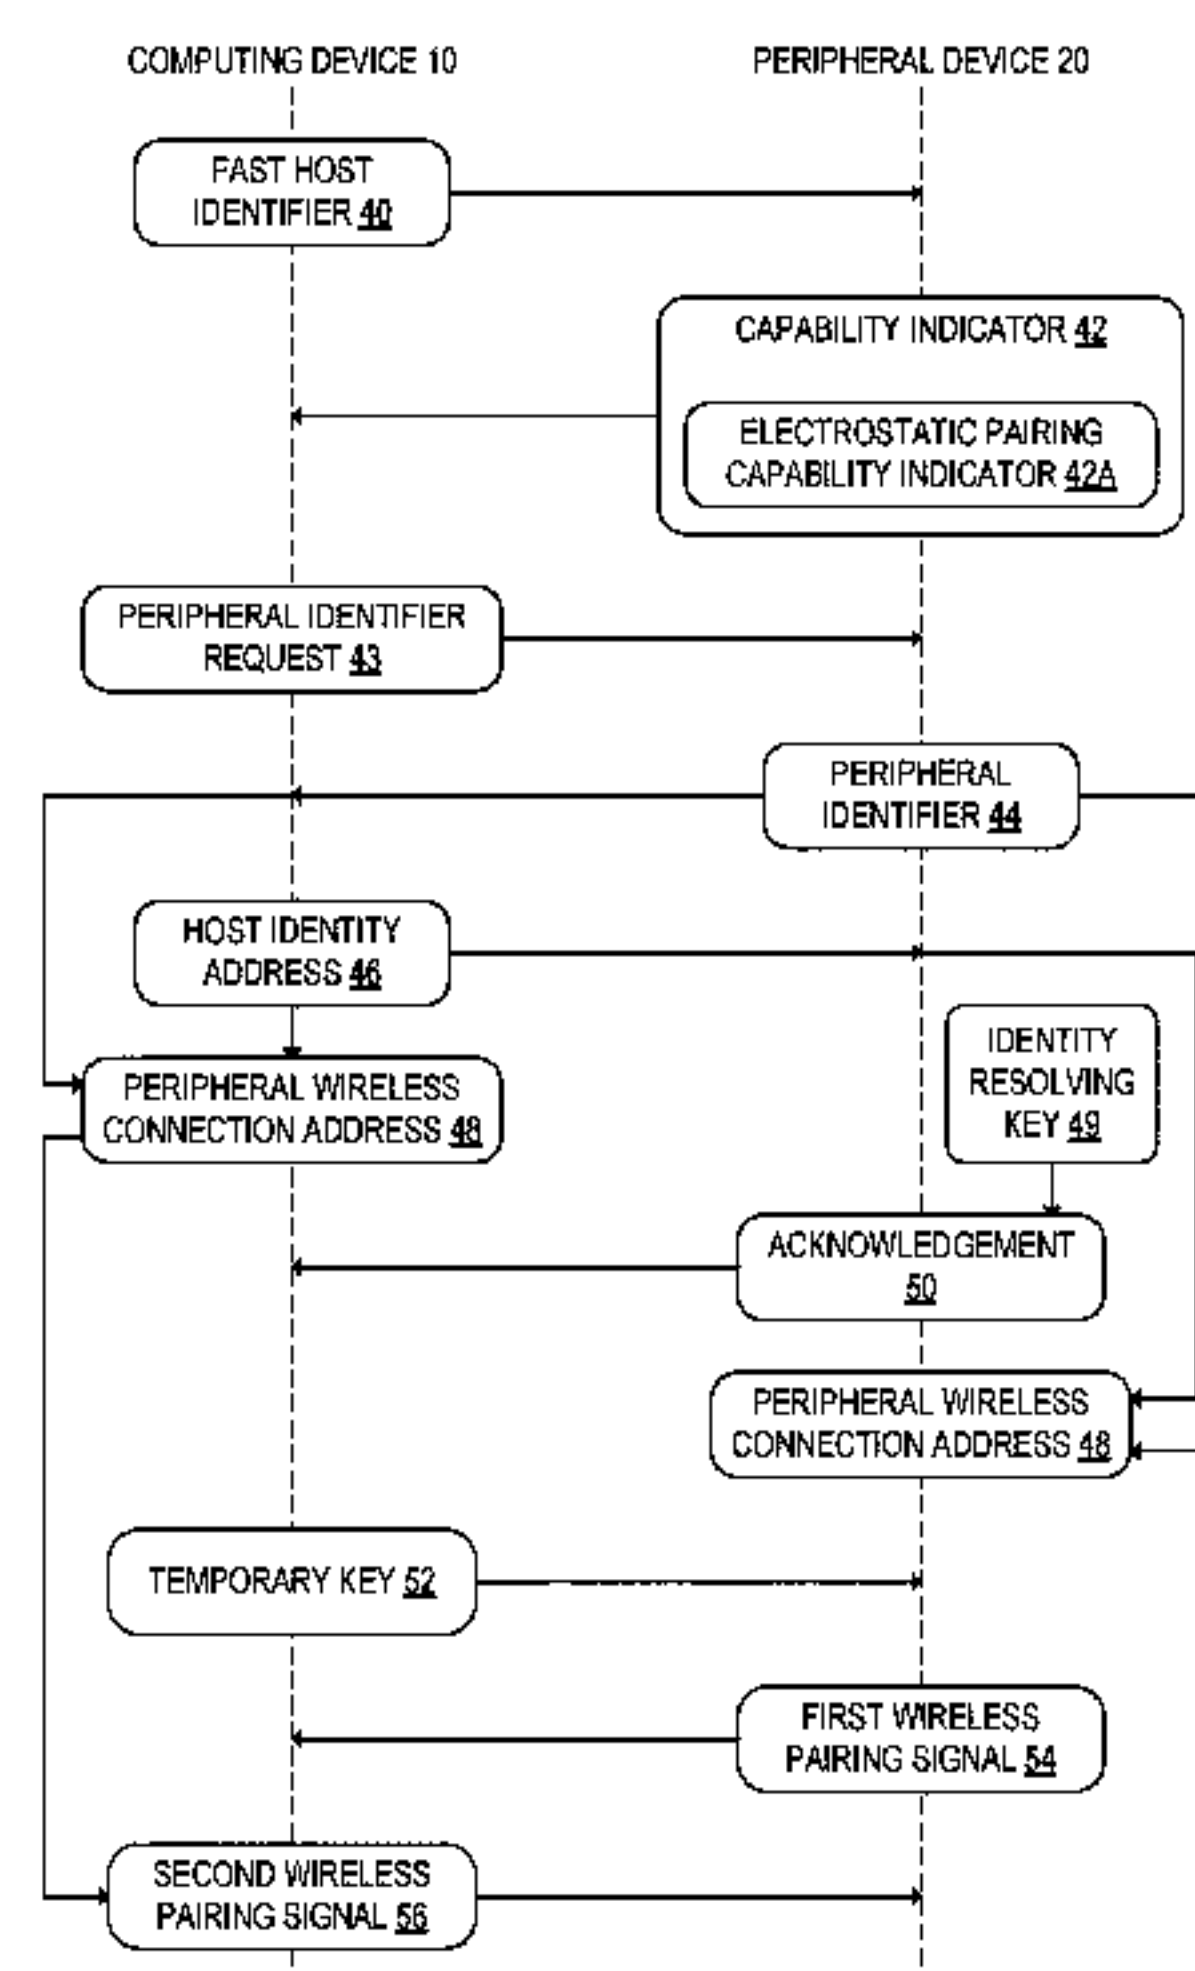 COMPUTING DEVICE 10
PERIPHERAL DEVICE 20
FAST HOST
IDENTIFIER 40
CAPABILITY INDICATOR 42
ELECTROSTATIC PAIRING
CAPABILITY INDICATOR 42A
PERIPHERAL IDENTIFIER
REQUEST 43
PERIPHERAL
IDENTIFIER 44
HOST IDENTITY
ADDRESS 46
IDENTITY
RESOLVING
KEY 49
PERIPHERAL WIRELESS
CONNECTION ADDRESS 48
ACKNOWLEDGEMENT
50
PERIPHERAL WIRELESS
CONNECTION ADDRESS 48
TEMPORARY KEY 52
FIRST WIRELESS
PAIRING SIGNAL 54
SECOND WIRELESS
PAIRING SIGNAL 56